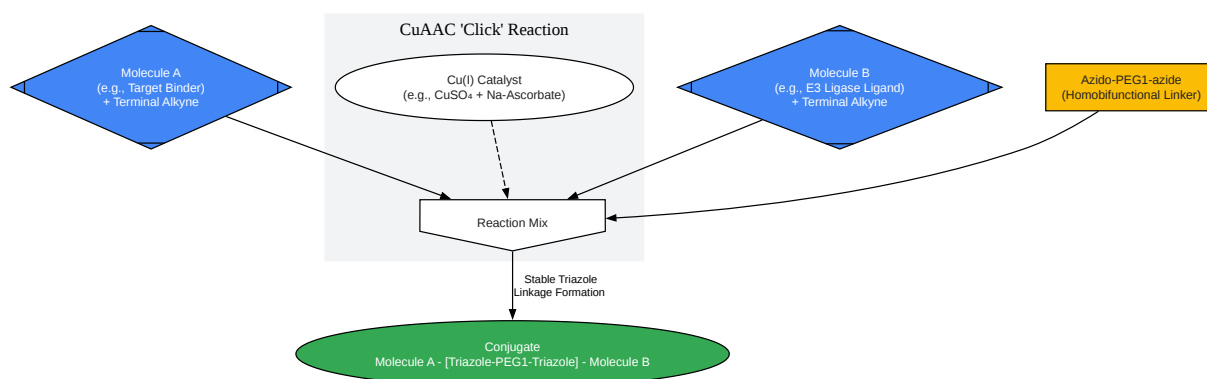 CuAAC 'Click' Reaction
Molecule A
(e.g., Target Binder)
+ Terminal Alkyne
Cu(I) Catalyst
(e.g., CuSO₄ + Na-Ascorbate)
Molecule B
(e.g., E3 Ligase Ligand)
+ Terminal Alkyne
Azido-PEG1-azide
(Homobifunctional Linker)
Reaction Mix
Stable Triazole
Linkage Formation
Conjugate
Molecule A - [Triazole-PEG1-Triazole] - Molecule B